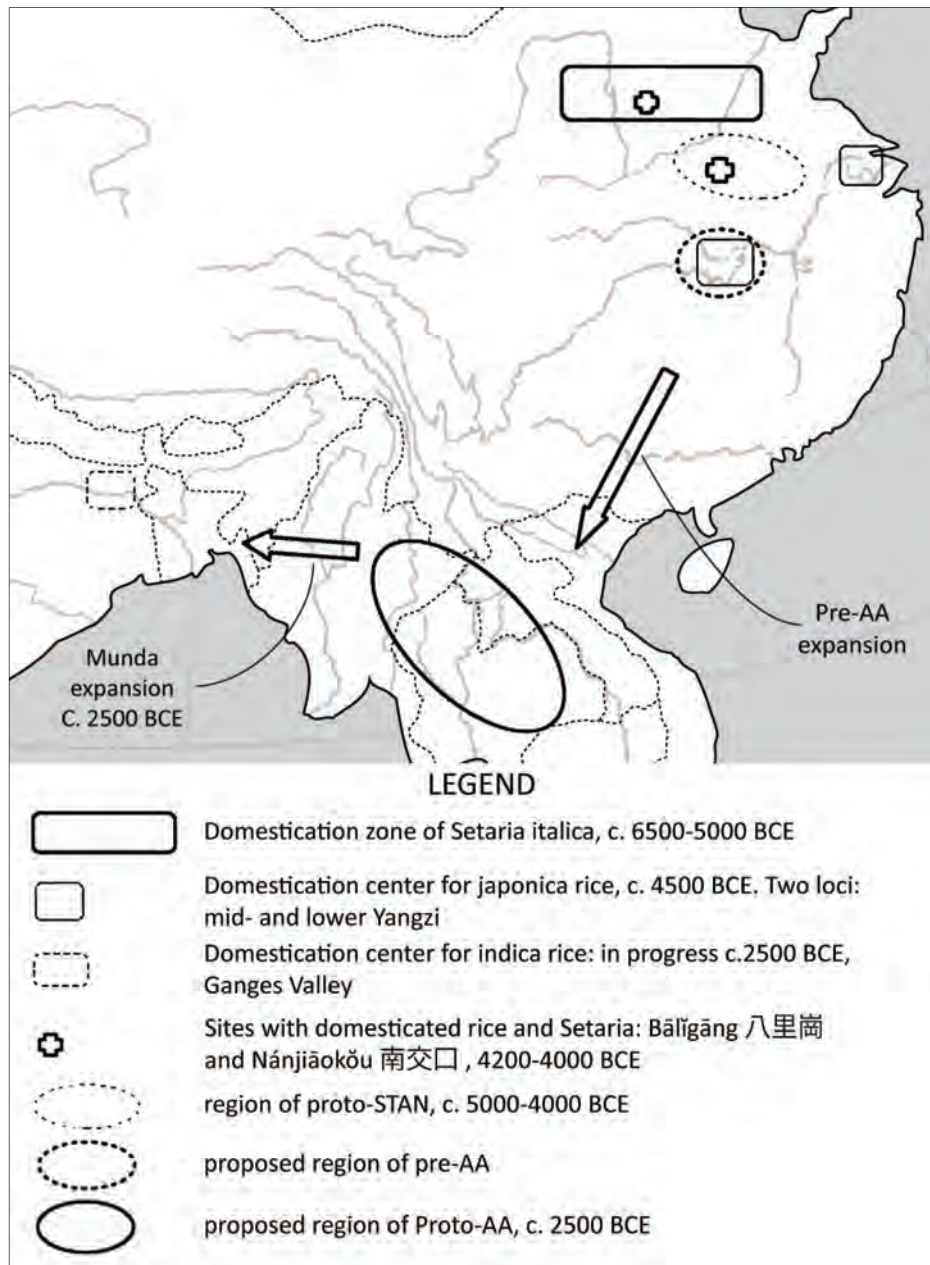 Pre-AA
expansion
Munda
expansion
C. 2500 BCE
LEGEND
Domestication zone of Setaria italica, c. 6500-5000 BCE
Domestication center for japonica rice, c. 4500 BCE. Two loci:
mid- and lower Yangzi
Domestication center for indica rice: in progress c.2500 BCE,
Ganges Valley
Sites with domesticated rice and Setaria: Bālǐgāng 八里崗
and Nánjiāokǒu 南交口 , 4200-4000 BCE
region of proto-STAN, c. 5000-4000 BCE
proposed region of pre-AA
proposed region of Proto-AA, c. 2500 BCE